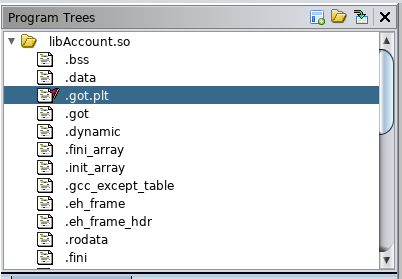 Program Trees
libAccount.so
.bss
.data
.got.plt
.got
.dynamic
.fini_array
.init_array
.gcc_except_table
.eh_frame
.eh_frame_hdr
.rodata
.fini